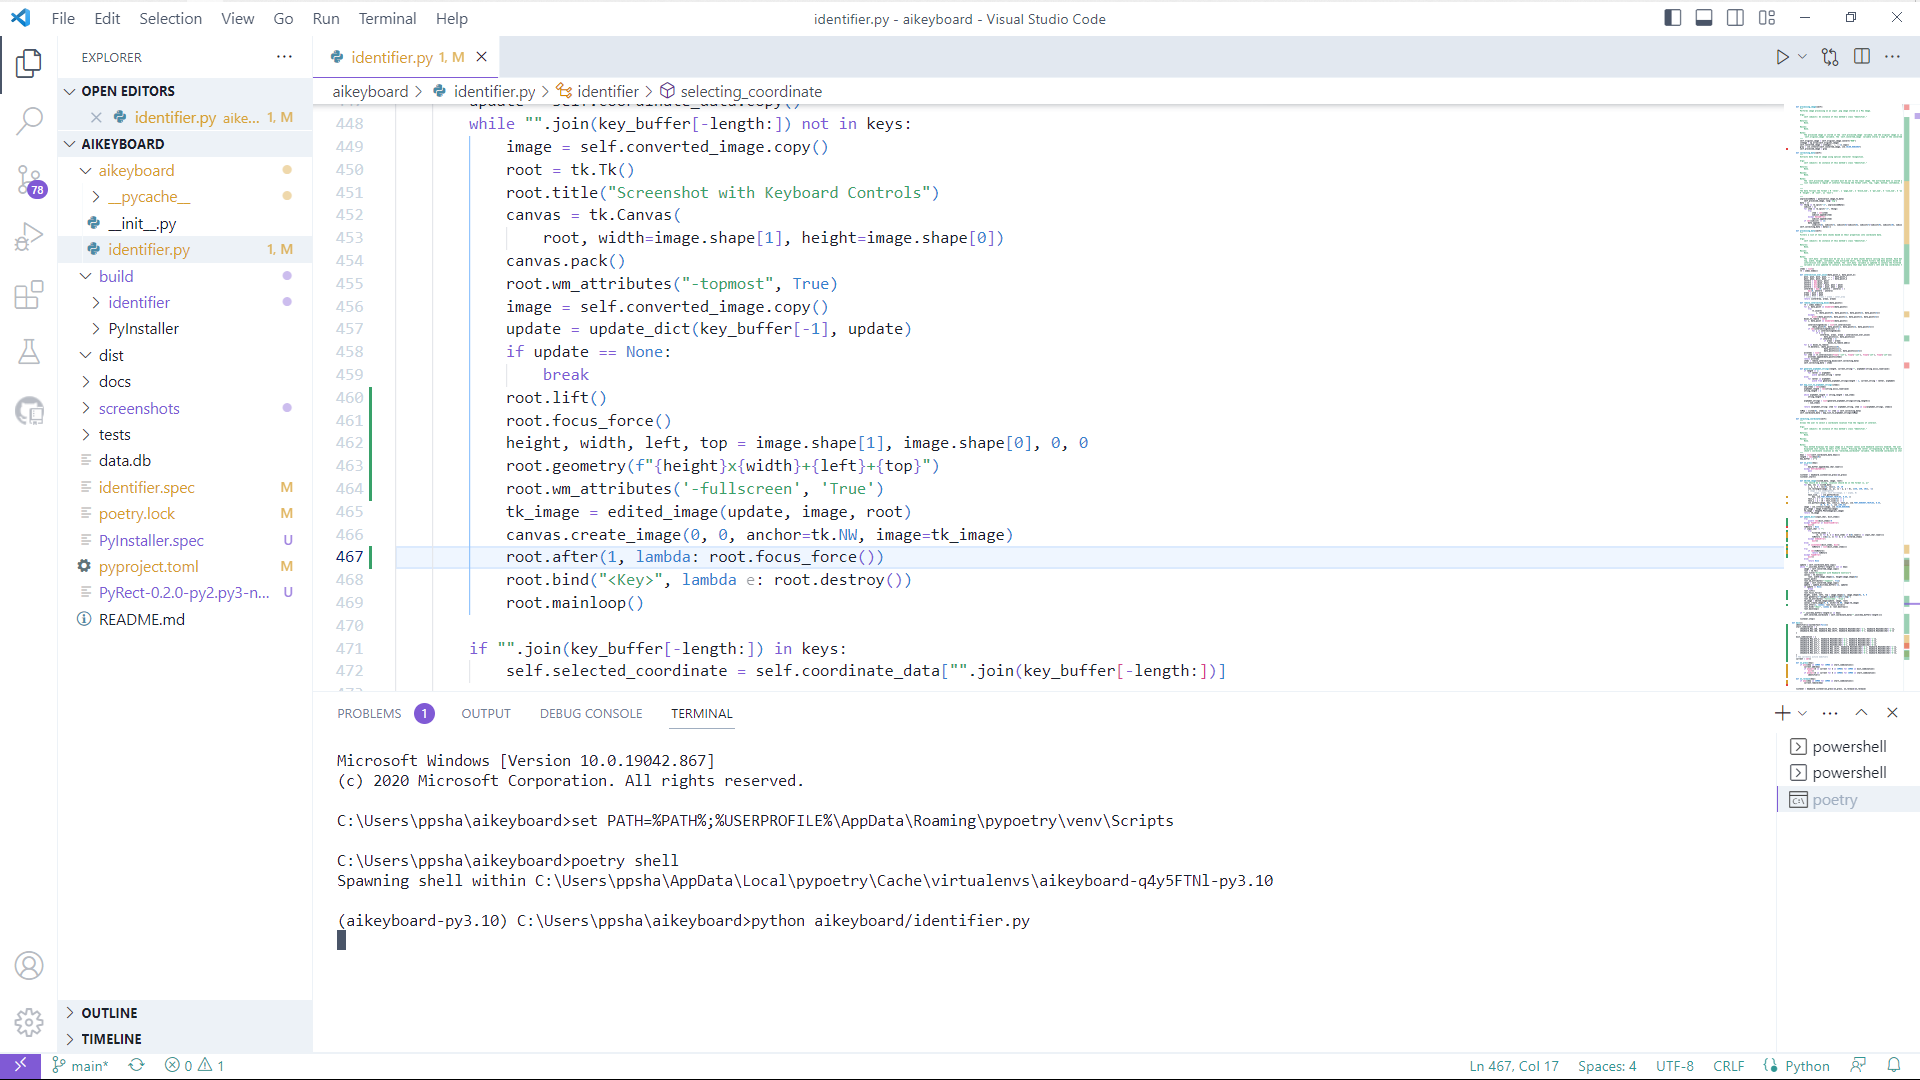 File Edit Selection View Go Run Terminal Help
identifier.py - aikeyboard - Visual Studio Code
EXPLORER
OPEN EDITORS
identifier.py aike... 1, M
AIKEYBOARD
aikeyboard
__pycache__
__init__.py
identifier.py 1, M
build
identifier
PyInstaller
dist
docs
screenshots
tests
data.db
identifier.spec M
poetry.lock M
PyInstaller.spec U
pyproject.toml M
PyRect-0.2.0-py2.py3-n... U
README.md
OUTLINE
TIMELINE
78
identifier.py 1, M
aikeyboard > identifier.py > identifier > selecting_coordinate
448 while "".join(key_buffer[-length:]) not in keys:
449 image = self.converted_image.copy()
450 root = tk.Tk()
451 root.title("Screenshot with Keyboard Controls")
452 canvas = tk.Canvas(
453 root, width=image.shape[1], height=image.shape[0])
454 canvas.pack()
455 root.wm_attributes("-topmost", True)
456 image = self.converted_image.copy()
457 update = update_dict(key_buffer[-1], update)
458 if update == None:
459 break
460 root.lift()
461 root.focus_force()
462 height, width, left, top = image.shape[1], image.shape[0], 0, 0
463 root.geometry(f"{height}x{width}+{left}+{top}")
464 root.wm_attributes('-fullscreen', 'True')
465 tk_image = edited_image(update, image, root)
466 canvas.create_image(0, 0, anchor=tk.NW, image=tk_image)
467 root.after(1, lambda: root.focus_force())
468 root.bind("<Key>", lambda e: root.destroy())
469 root.mainloop()
470
471 if "".join(key_buffer[-length:]) in keys:
472 self.selected_coordinate = self.coordinate_data["".join(key_buffer[-length:])]
PROBLEMS 1 OUTPUT DEBUG CONSOLE TERMINAL
Microsoft Windows [Version 10.0.19042.867]
(c) 2020 Microsoft Corporation. All rights reserved.
C:\Users\ppsha\aikeyboard>set PATH=%PATH%;%USERPROFILE%\AppData\Roaming\pypoetry\venv\Scripts
C:\Users\ppsha\aikeyboard>poetry shell
Spawning shell within C:\Users\ppsha\AppData\Local\pypoetry\Cache\virtualenvs\aikeyboard-q4y5FTNl-py3.10
(aikeyboard-py3.10) C:\Users\ppsha\aikeyboard>python aikeyboard/identifier.py
powershell
powershell
poetry
main* 0 1
Ln 467, Col 17 Spaces: 4 UTF-8 CRLF Python